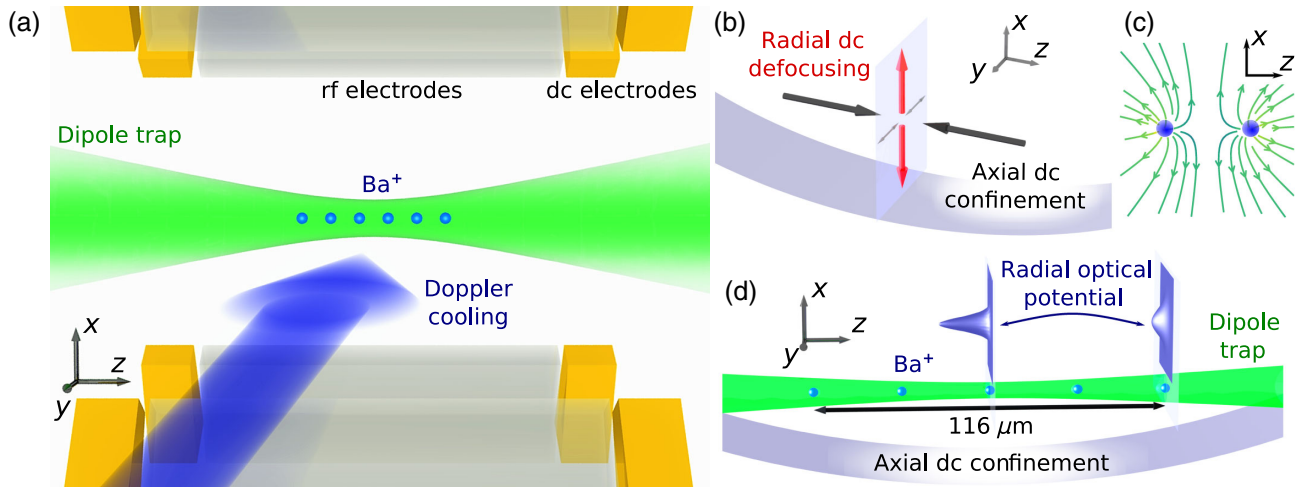 (a)
rf electrodes
dc electrodes
Dipole trap
Ba+
Doppler
cooling
x
z
y
(b)
Radial dc
defocusing
x
y
z
Axial dc
confinement
(c)
x
z
(d)
Radial optical
potential
x
z
y
Ba+
Dipole
trap
116 μm
Axial dc confinement